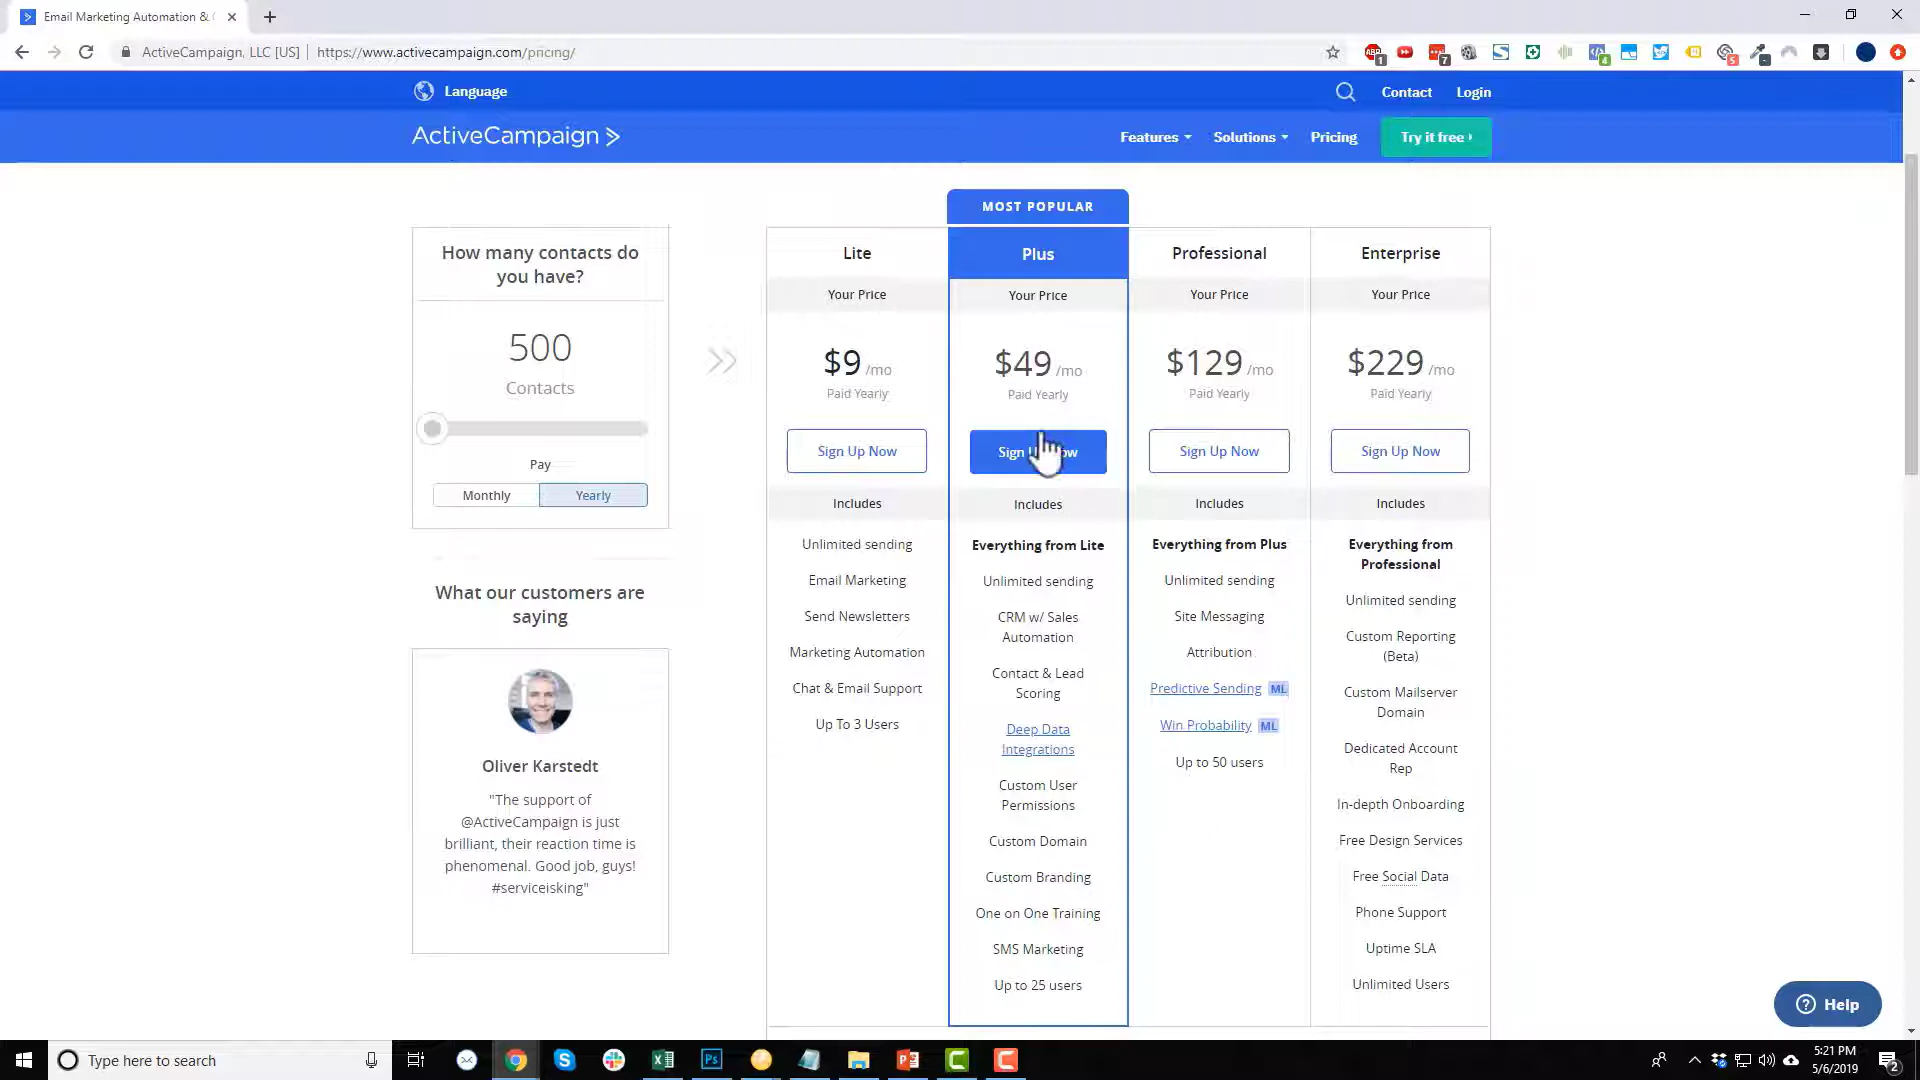 Email Marketing Automation &
ActiveCampaign, LLC [US]
https://www.activecampaign.com/pricing/
1
7
4
5
Language
Contact
Login
ActiveCampaign >
Features
Solutions
Pricing
Try it free ›
MOST POPULAR
How many contacts do
you have?
500
Contacts
Pay
Monthly
Yearly
What our customers are
saying
Oliver Karstedt
"The support of
@ActiveCampaign is just
brilliant, their reaction time is
phenomenal. Good job, guys!
#serviceisking"
Lite
Your Price
$9 /mo
Paid Yearly
Sign Up Now
Includes
Unlimited sending
Email Marketing
Send Newsletters
Marketing Automation
Chat & Email Support
Up To 3 Users
Plus
Your Price
$49 /mo
Paid Yearly
Sign Up Now
Includes
Everything from Lite
Unlimited sending
CRM w/ Sales
Automation
Contact & Lead
Scoring
Deep Data
Integrations
Custom User
Permissions
Custom Domain
Custom Branding
One on One Training
SMS Marketing
Up to 25 users
Professional
Your Price
$129 /mo
Paid Yearly
Sign Up Now
Includes
Everything from Plus
Unlimited sending
Site Messaging
Attribution
Predictive Sending ML
Win Probability ML
Up to 50 users
Enterprise
Your Price
$229 /mo
Paid Yearly
Sign Up Now
Includes
Everything from
Professional
Unlimited sending
Custom Reporting
(Beta)
Custom Mailserver
Domain
Dedicated Account
Rep
In-depth Onboarding
Free Design Services
Free Social Data
Phone Support
Uptime SLA
Unlimited Users
Help
Type here to search
5:21 PM
5/6/2019
2